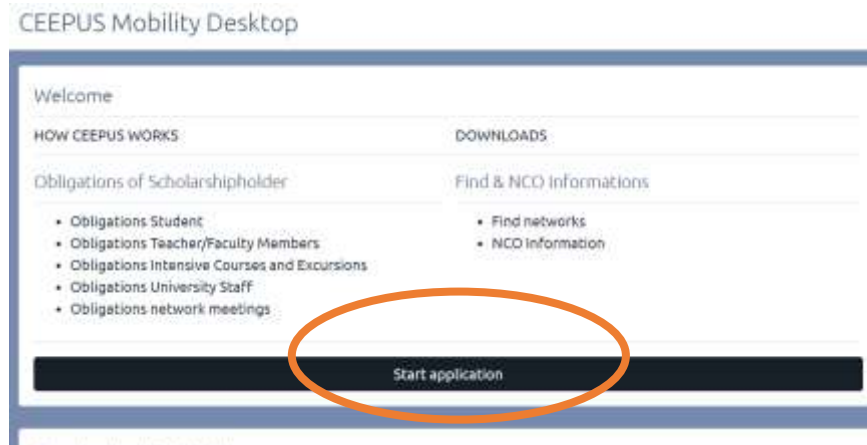 CEEPUS Mobility Desktop
Welcome
HOW CEEPUS WORKS
DOWNLOADS
Obligations of Scholarshipholder
Find & NCO Informations
• Obligations Student
• Obligations Teacher/Faculty Members
• Obligations Intensive Courses and Excursions
• Obligations University Staff
• Obligations network meetings
• Find networks
• NCO Information
Start application